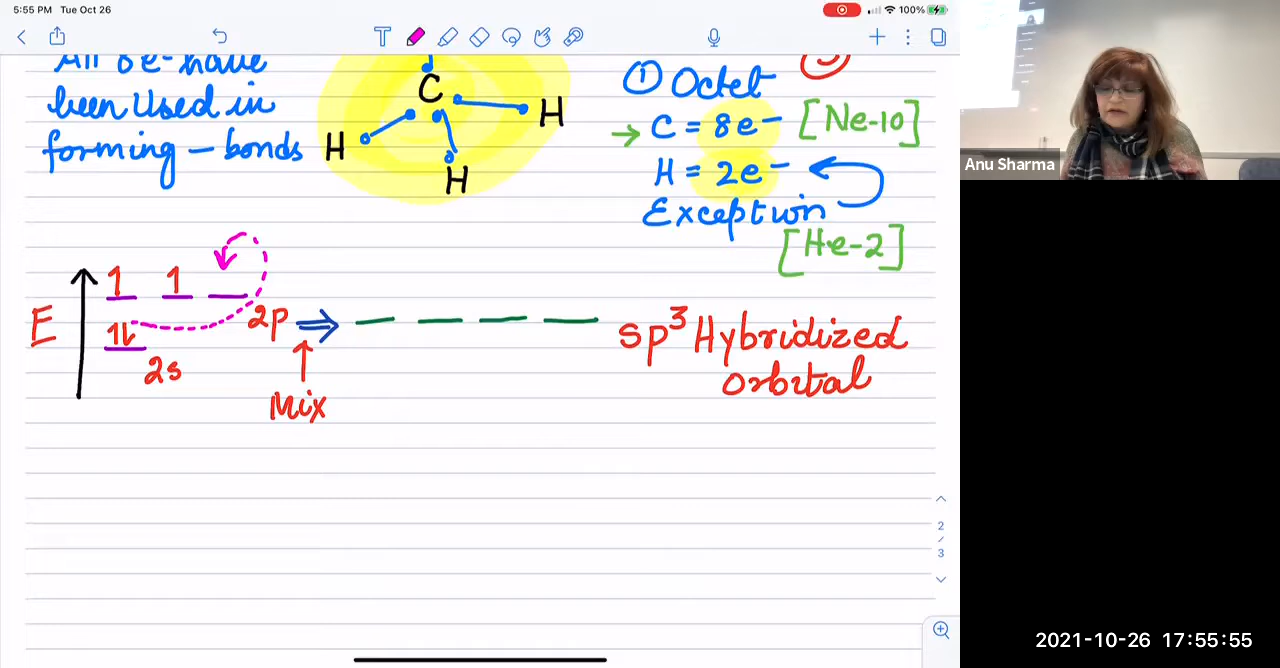 5:55 PM Tue Oct 26
100%
All 8e- have
been Used in
forming – bonds
C
H
H
H
① Octet
→ C = 8e- [Ne-10]
H = 2e-
Exception
[He-2]
E
1 1
2p
1L
2s
Mix
sp³ Hybridized
Orbital
T
2
3
Anu Sharma
2021-10-26 17:55:55